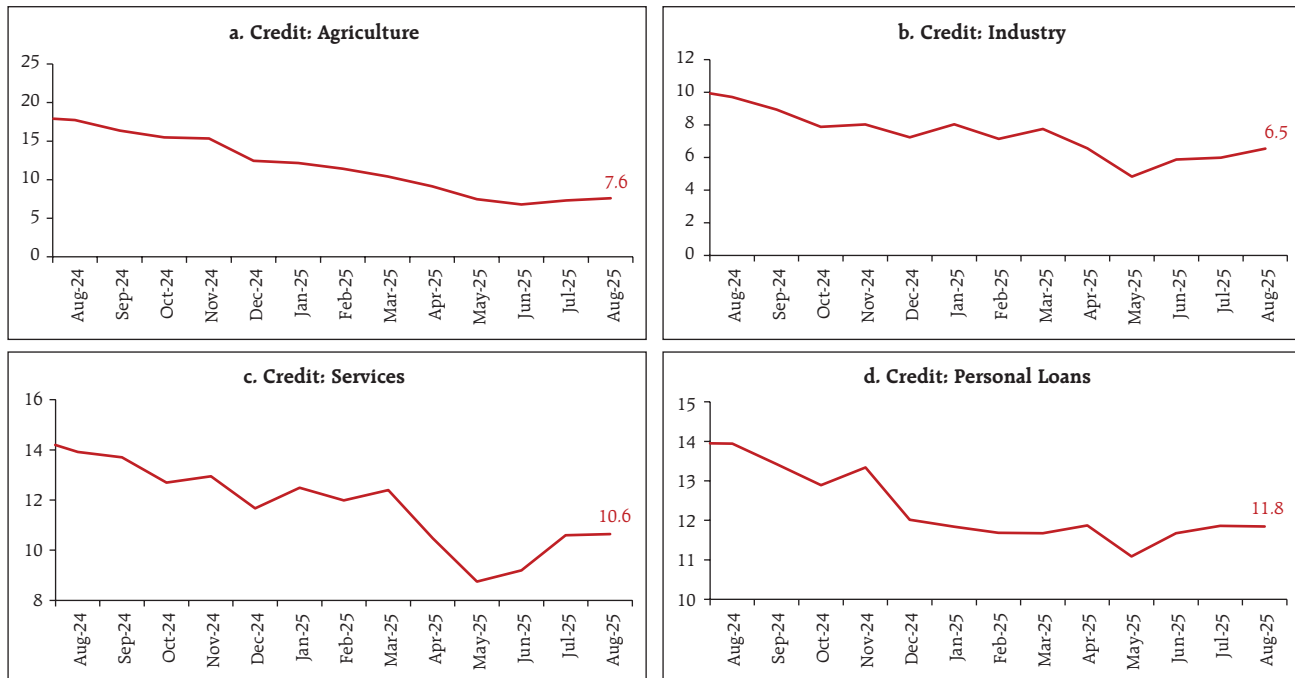 a. Credit: Agriculture
25
20
15
10
5
0
7.6
Aug-24
Sep-24
Oct-24
Nov-24
Dec-24
Jan-25
Feb-25
Mar-25
Apr-25
May-25
Jun-25
Jul-25
Aug-25
b. Credit: Industry
12
10
8
6
4
2
0
6.5
Aug-24
Sep-24
Oct-24
Nov-24
Dec-24
Jan-25
Feb-25
Mar-25
Apr-25
May-25
Jun-25
Jul-25
Aug-25
c. Credit: Services
16
14
12
10
8
10.6
Aug-24
Sep-24
Oct-24
Nov-24
Dec-24
Jan-25
Feb-25
Mar-25
Apr-25
May-25
Jun-25
Jul-25
Aug-25
d. Credit: Personal Loans
15
14
13
12
11
10
11.8
Aug-24
Sep-24
Oct-24
Nov-24
Dec-24
Jan-25
Feb-25
Mar-25
Apr-25
May-25
Jun-25
Jul-25
Aug-25